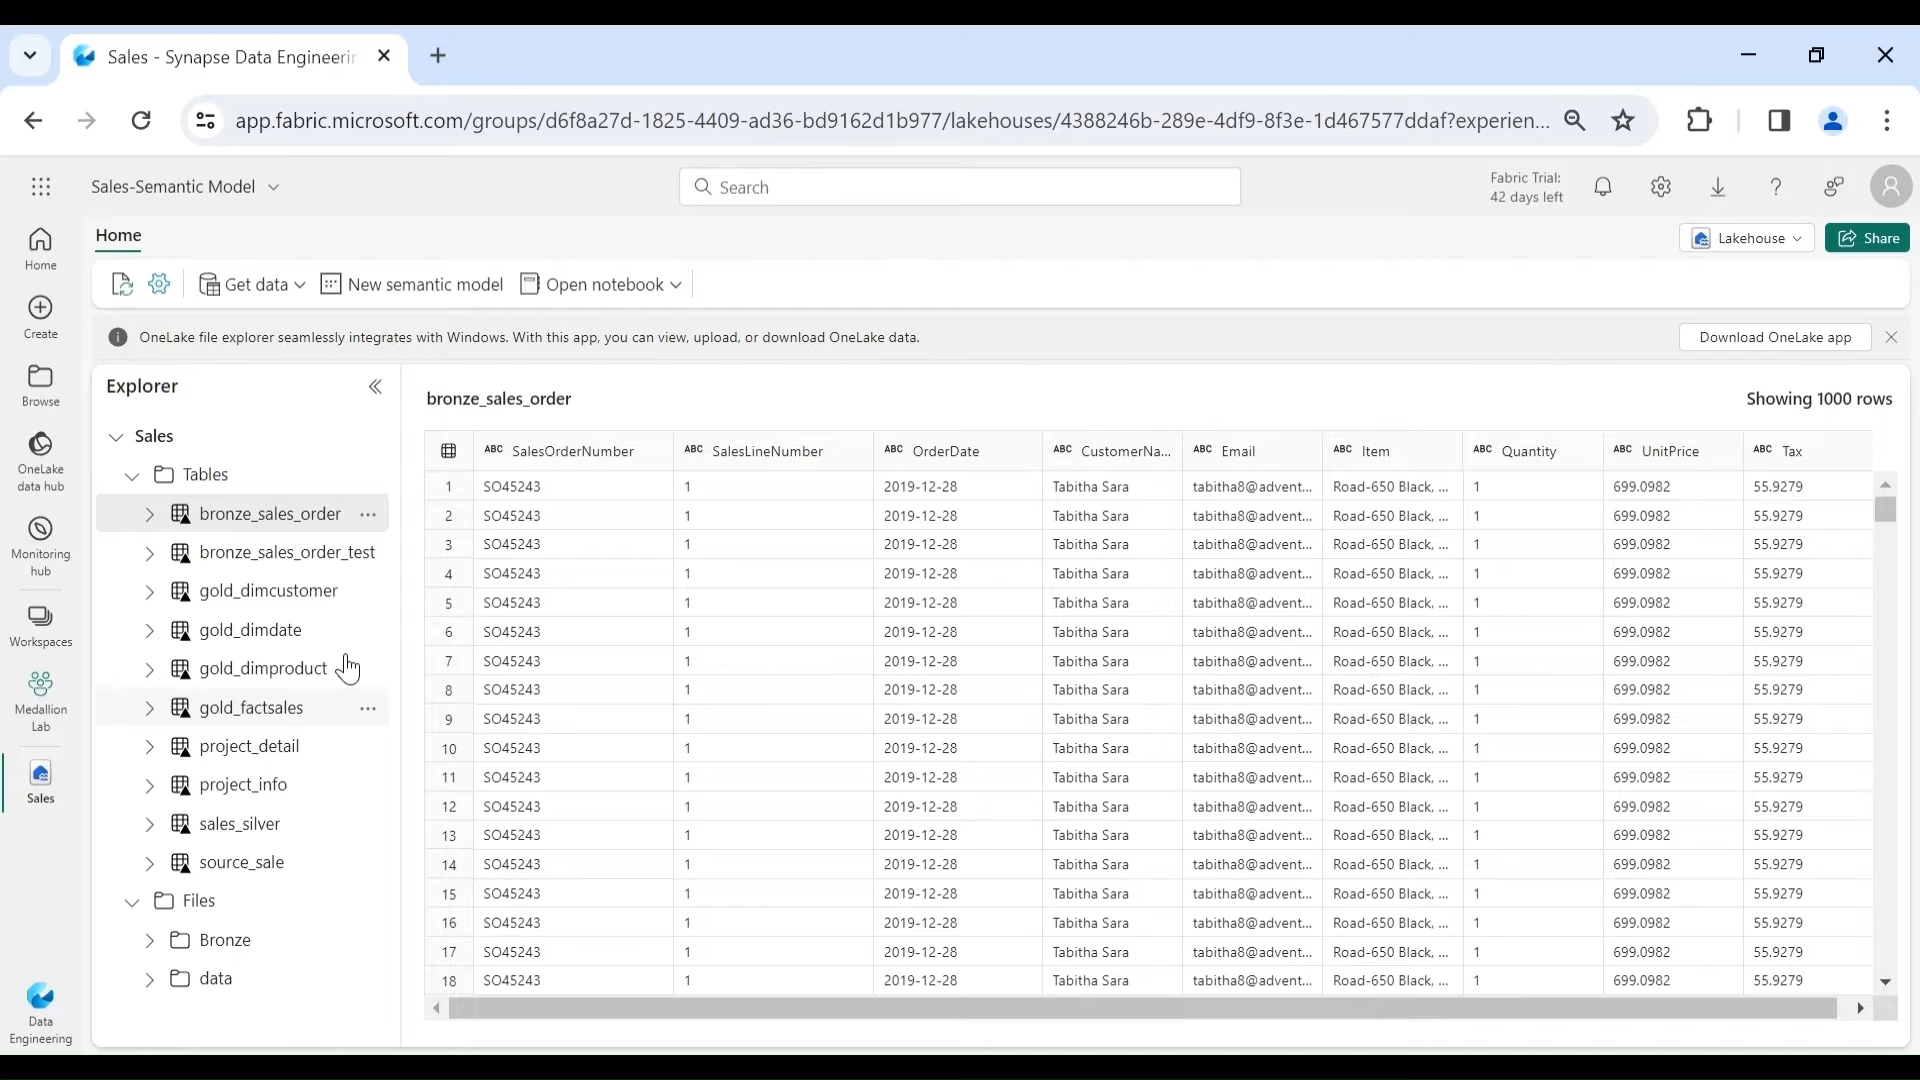 Sales - Synapse Data Engineerin
app.fabric.microsoft.com/groups/d6f8a27d-1825-4409-ad36-bd9162d1b977/lakehouses/4388246b-289e-4df9-8f3e-1d467577ddaf?experien...
Sales-Semantic Model
Search
Fabric Trial:
42 days left
Home
Lakehouse
Share
Get data
New semantic model
Open notebook
OneLake file explorer seamlessly integrates with Windows. With this app, you can view, upload, or download OneLake data.
Download OneLake app
Home
Create
Browse
OneLake
data hub
Monitoring
hub
Workspaces
Medallion
Lab
Sales
Data
Engineering
Explorer
Sales
Tables
bronze_sales_order
bronze_sales_order_test
gold_dimcustomer
gold_dimdate
gold_dimproduct
gold_factsales
project_detail
project_info
sales_silver
source_sale
Files
Bronze
data
bronze_sales_order
Showing 1000 rows
ABC SalesOrderNumber ABC SalesLineNumber ABC OrderDate ABC CustomerNa... ABC Email ABC Item ABC Quantity ABC UnitPrice ABC Tax
1 SO45243 1 2019-12-28 Tabitha Sara tabitha8@advent... Road-650 Black, ... 1 699.0982 55.9279
2 SO45243 1 2019-12-28 Tabitha Sara tabitha8@advent... Road-650 Black, ... 1 699.0982 55.9279
3 SO45243 1 2019-12-28 Tabitha Sara tabitha8@advent... Road-650 Black, ... 1 699.0982 55.9279
4 SO45243 1 2019-12-28 Tabitha Sara tabitha8@advent... Road-650 Black, ... 1 699.0982 55.9279
5 SO45243 1 2019-12-28 Tabitha Sara tabitha8@advent... Road-650 Black, ... 1 699.0982 55.9279
6 SO45243 1 2019-12-28 Tabitha Sara tabitha8@advent... Road-650 Black, ... 1 699.0982 55.9279
7 SO45243 1 2019-12-28 Tabitha Sara tabitha8@advent... Road-650 Black, ... 1 699.0982 55.9279
8 SO45243 1 2019-12-28 Tabitha Sara tabitha8@advent... Road-650 Black, ... 1 699.0982 55.9279
9 SO45243 1 2019-12-28 Tabitha Sara tabitha8@advent... Road-650 Black, ... 1 699.0982 55.9279
10 SO45243 1 2019-12-28 Tabitha Sara tabitha8@advent... Road-650 Black, ... 1 699.0982 55.9279
11 SO45243 1 2019-12-28 Tabitha Sara tabitha8@advent... Road-650 Black, ... 1 699.0982 55.9279
12 SO45243 1 2019-12-28 Tabitha Sara tabitha8@advent... Road-650 Black, ... 1 699.0982 55.9279
13 SO45243 1 2019-12-28 Tabitha Sara tabitha8@advent... Road-650 Black, ... 1 699.0982 55.9279
14 SO45243 1 2019-12-28 Tabitha Sara tabitha8@advent... Road-650 Black, ... 1 699.0982 55.9279
15 SO45243 1 2019-12-28 Tabitha Sara tabitha8@advent... Road-650 Black, ... 1 699.0982 55.9279
16 SO45243 1 2019-12-28 Tabitha Sara tabitha8@advent... Road-650 Black, ... 1 699.0982 55.9279
17 SO45243 1 2019-12-28 Tabitha Sara tabitha8@advent... Road-650 Black, ... 1 699.0982 55.9279
18 SO45243 1 2019-12-28 Tabitha Sara tabitha8@advent... Road-650 Black, ... 1 699.0982 55.9279